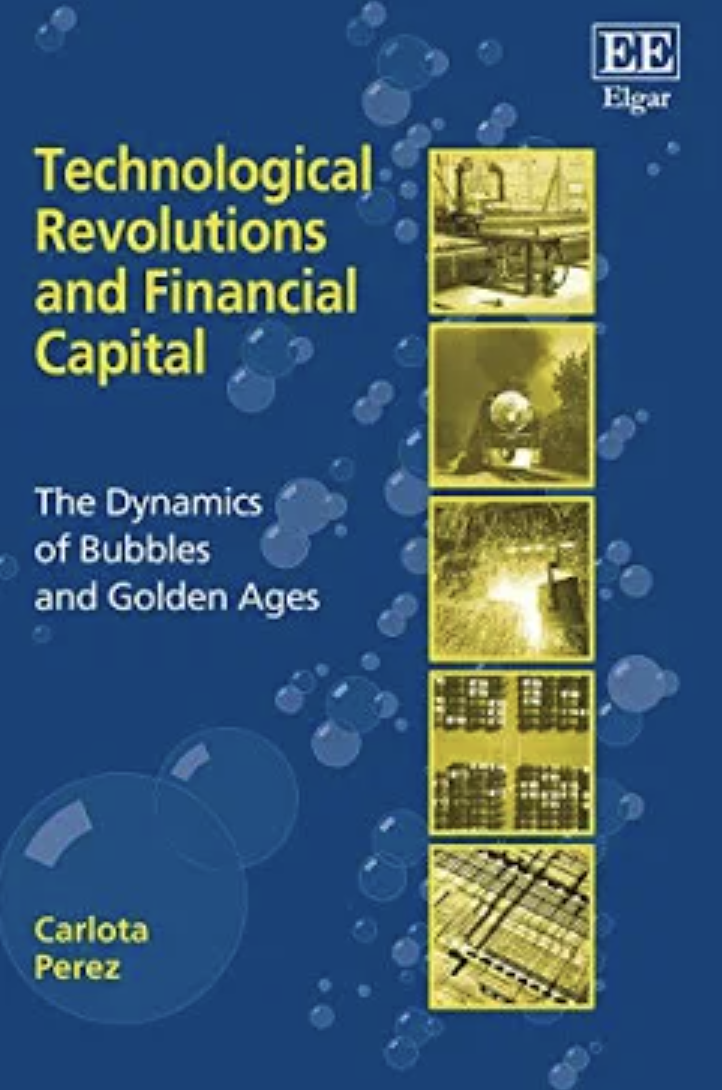 EE
Elgar
Technological
Revolutions
and Financial
Capital
The Dynamics
of Bubbles
and Golden Ages
Carlota
Perez